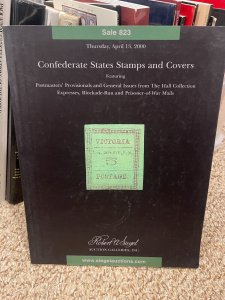 Sale 823
Thursday, April 13, 2000
Confederate States Stamps and Covers
Featuring
Postmasters' Provisionals and General Issues from The Hall Collection
Expresses, Blockade-Run and Prisoner-of-War Mails
VICTORIA
5
POSTAGE
Robert A. Siegel
AUCTION GALLERIES, INC.
www.siegelauctions.com